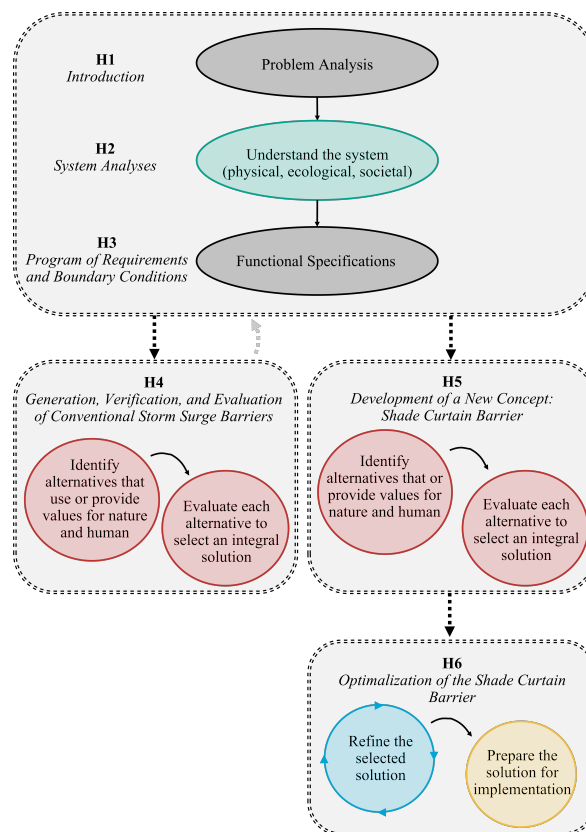 H1
Introduction
Problem Analysis
H2
System Analyses
Understand the system
(physical, ecological, societal)
H3
Program of Requirements
and Boundary Conditions
Functional Specifications
H4
Generation, Verification, and Evaluation
of Conventional Storm Surge Barriers
Identify
alternatives that
use or provide
values for nature
and human
Evaluate each
alternative to
select an integral
solution
H5
Development of a New Concept:
Shade Curtain Barrier
Identify
alternatives that or
provide values for
nature and human
Evaluate each
alternative to
select an integral
solution
H6
Optimalization of the Shade Curtain
Barrier
Refine the
selected
solution
Prepare the
solution for
implementation